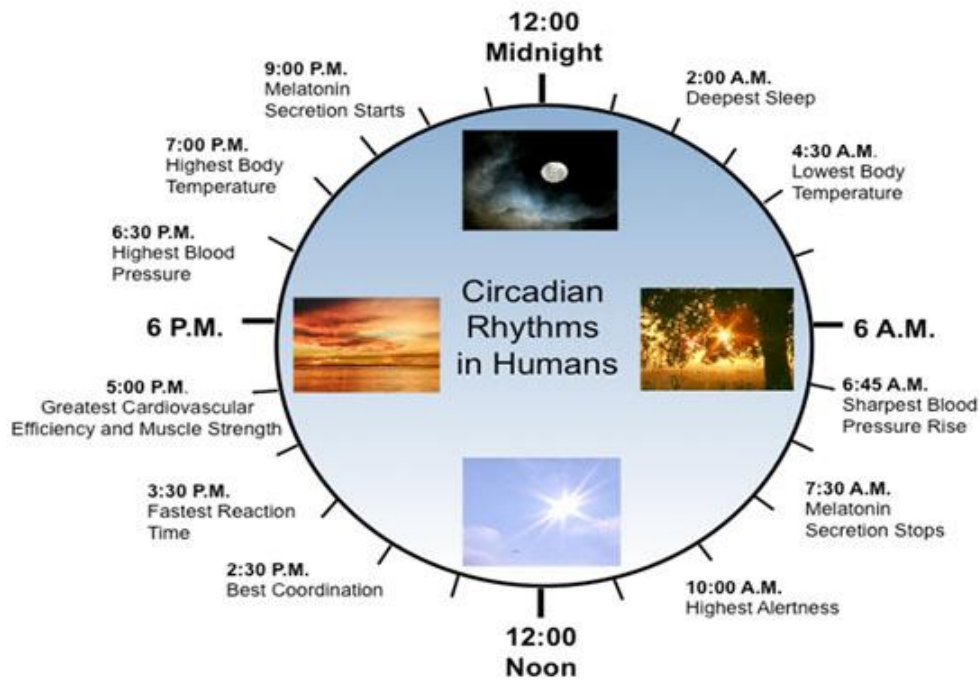 12:00
Midnight
2:00 A.M.
Deepest Sleep
4:30 A.M.
Lowest Body
Temperature
6 A.M.
6:45 A.M.
Sharpest Blood
Pressure Rise
7:30 A.M.
Melatonin
Secretion Stops
10:00 A.M.
Highest Alertness
12:00
Noon
2:30 P.M.
Best Coordination
3:30 P.M.
Fastest Reaction
Time
5:00 P.M.
Greatest Cardiovascular
Efficiency and Muscle Strength
6 P.M.
6:30 P.M.
Highest Blood
Pressure
7:00 P.M.
Highest Body
Temperature
9:00 P.M.
Melatonin
Secretion Starts
Circadian
Rhythms
in Humans